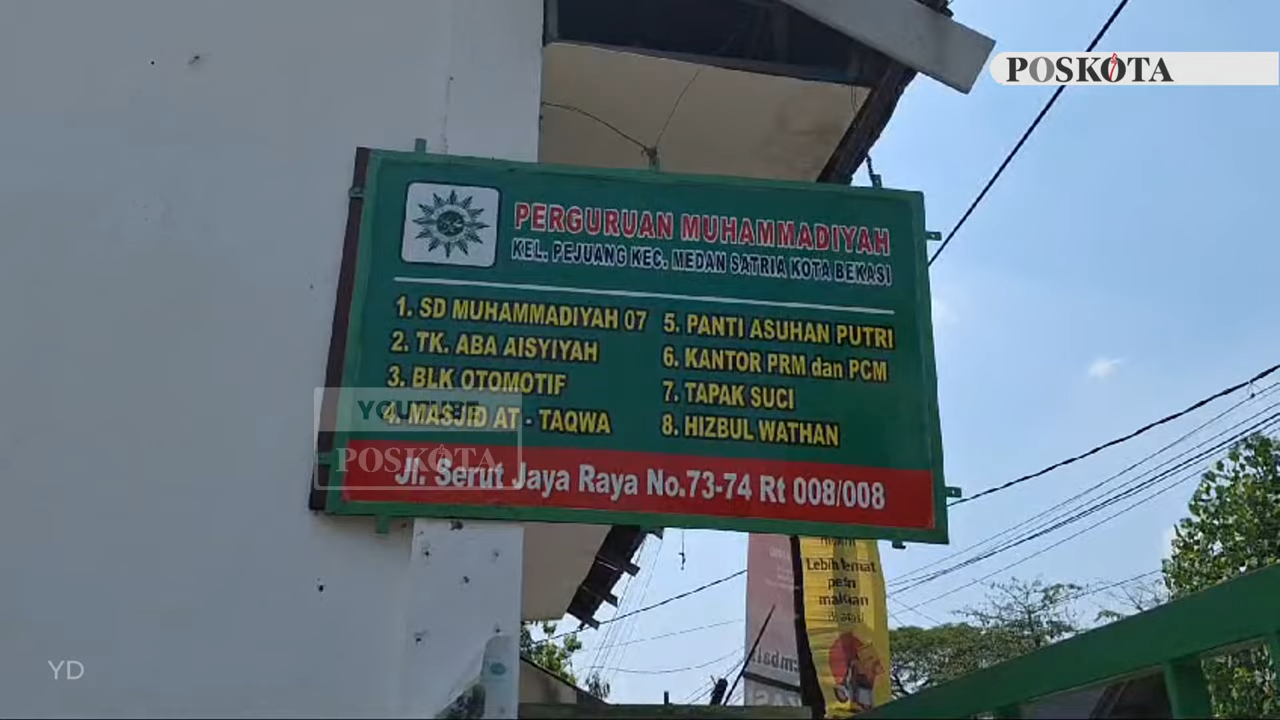 POSKOTA
PERGURUAN MUHAMMADIYAH
KEL. PEJUANG KEC. MEDAN SATRIA KOTA BEKASI
1. SD MUHAMMADIYAH 07
2. TK. ABA AISYIYAH
3. BLK OTOMOTIF
4. MASJID AT - TAQWA
5. PANTI ASUHAN PUTRI
6. KANTOR PRM dan PCM
7. TAPAK SUCI
8. HIZBUL WATHAN
Jl. Serut Jaya Raya No.73-74 Rt 008/008
YOUTUBE
POSKOTA
Lebih
YD